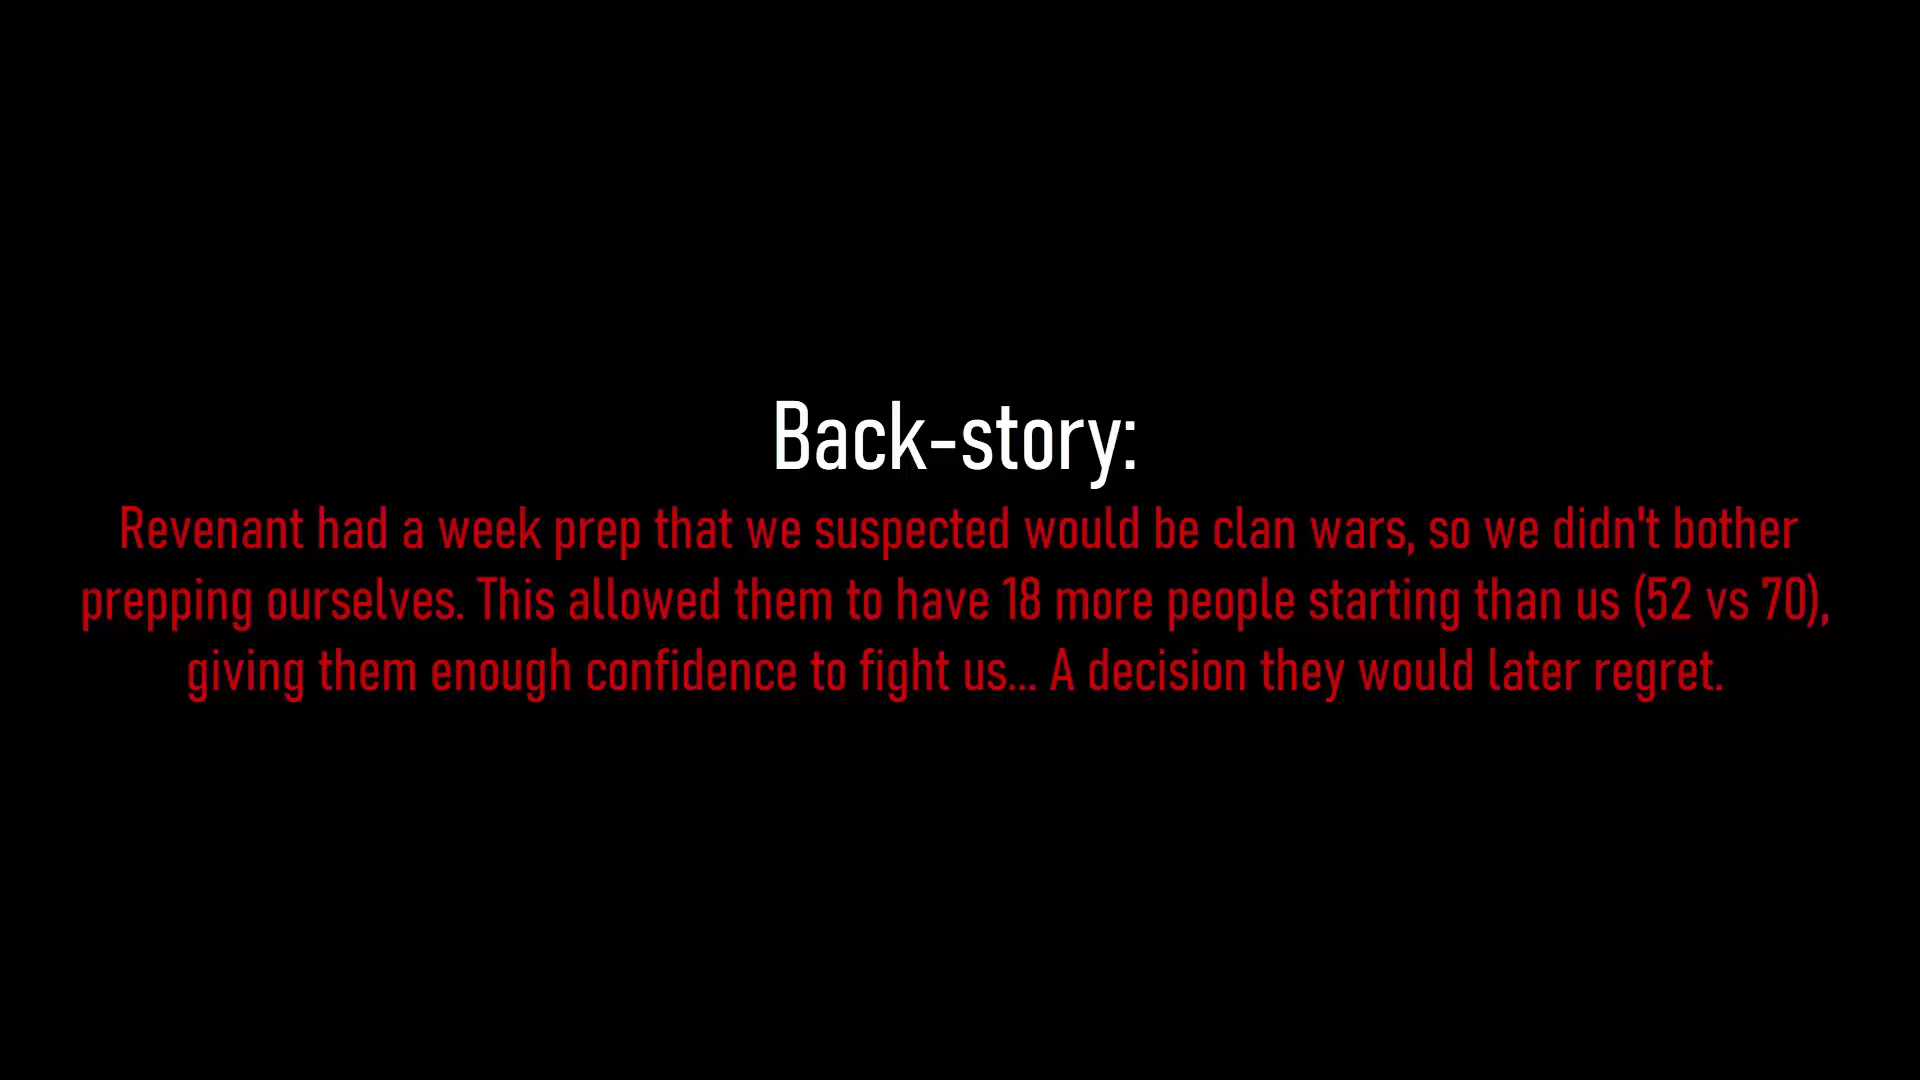 Back-story:
Revenant had a week prep that we suspected would be clan wars, so we didn't bother
prepping ourselves. This allowed them to have 18 more people starting than us (52 vs 70),
giving them enough confidence to fight us... A decision they would later regret.